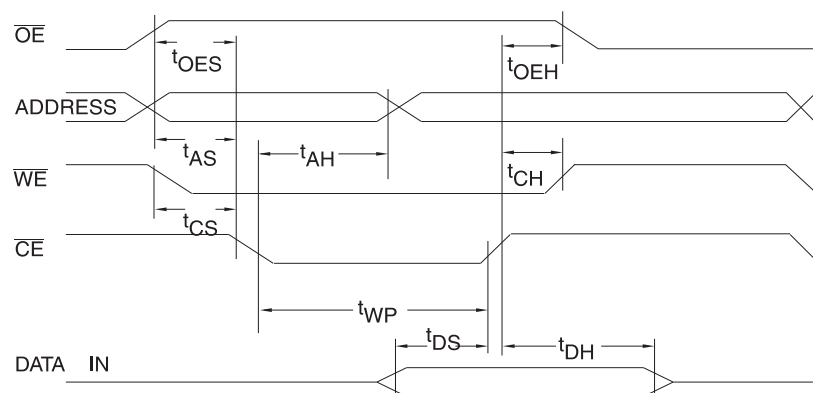 OE
tOES
tOEH
ADDRESS
tAS
tAH
tCH
WE
tCS
CE
tWP
tDS
tDH
DATA IN